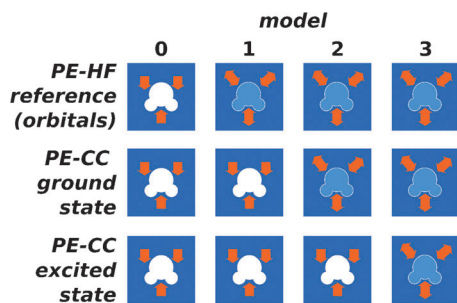 model
0 1 2 3
PE-HF
reference
(orbitals)
PE-CC
ground
state
PE-CC
excited
state